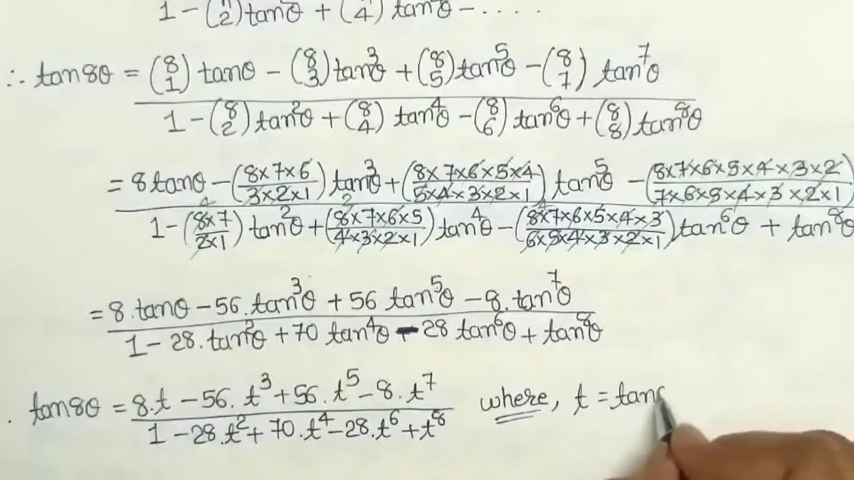 1 - (n 2) tan²θ + (n 4) tan⁴θ - ....
∴ tan8θ = (8 1) tanθ - (8 3) tan³θ + (8 5) tan⁵θ - (8 7) tan⁷θ
1 - (8 2) tan²θ + (8 4) tan⁴θ - (8 6) tan⁶θ + (8 8) tan⁸θ
= 8 tanθ - (8×7×6 / 3×2×1) tan³θ + (8×7×6×5×4 / 5×4×3×2×1) tan⁵θ - (8×7×6×5×4×3×2 / 7×6×5×4×3×2×1)
1 - (8×7 / 2×1) tan²θ + (8×7×6×5 / 4×3×2×1) tan⁴θ - (8×7×6×5×4×3 / 6×5×4×3×2×1) tan⁶θ + tan⁸θ
= 8.tanθ - 56.tan³θ + 56 tan⁵θ - 8.tan⁷θ
1 - 28.tan²θ + 70 tan⁴θ - 28 tan⁶θ + tan⁸θ
. tan8θ = 8.t - 56.t³ + 56.t⁵ - 8.t⁷ where, t = tan
1 - 28.t² + 70.t⁴ - 28.t⁶ + t⁸